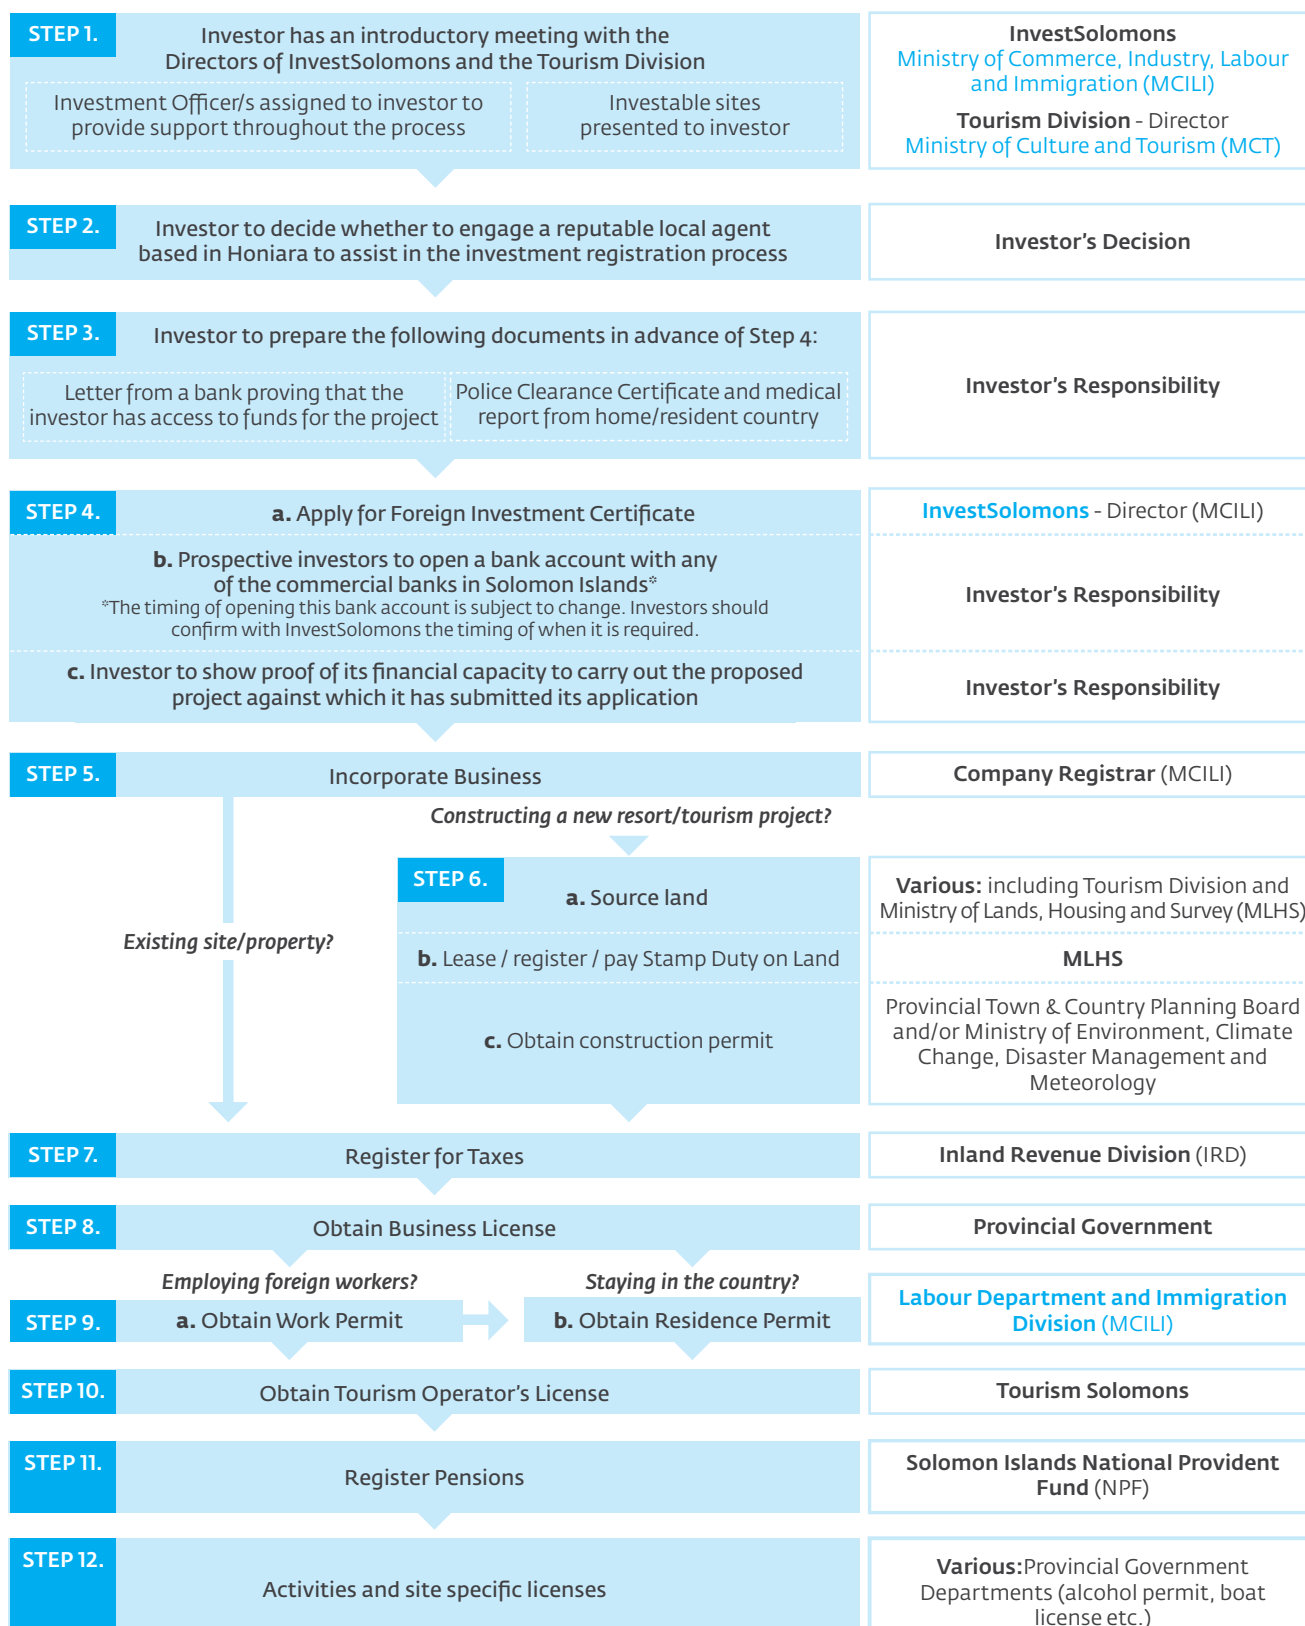 STEP 1.
Investor has an introductory meeting with the
Directors of InvestSolomons and the Tourism Division
Investment Officer/s assigned to investor to
provide support throughout the process
Investable sites
presented to investor
InvestSolomons
Ministry of Commerce, Industry, Labour
and Immigration (MCILI)
Tourism Division - Director
Ministry of Culture and Tourism (MCT)
STEP 2.
Investor to decide whether to engage a reputable local agent
based in Honiara to assist in the investment registration process
Investor's Decision
STEP 3.
Investor to prepare the following documents in advance of Step 4:
Letter from a bank proving that the
investor has access to funds for the project
Police Clearance Certificate and medical
report from home/resident country
Investor's Responsibility
STEP 4.
a. Apply for Foreign Investment Certificate
InvestSolomons - Director (MCILI)
b. Prospective investors to open a bank account with any
of the commercial banks in Solomon Islands*
*The timing of opening this bank account is subject to change. Investors should
confirm with InvestSolomons the timing of when it is required.
Investor's Responsibility
c. Investor to show proof of its financial capacity to carry out the proposed
project against which it has submitted its application
Investor's Responsibility
STEP 5.
Incorporate Business
Company Registrar (MCILI)
Constructing a new resort/tourism project?
Existing site/property?
STEP 6.
a. Source land
Various: including Tourism Division and
Ministry of Lands, Housing and Survey (MLHS)
b. Lease / register / pay Stamp Duty on Land
MLHS
c. Obtain construction permit
Provincial Town & Country Planning Board
and/or Ministry of Environment, Climate
Change, Disaster Management and
Meteorology
STEP 7.
Register for Taxes
Inland Revenue Division (IRD)
STEP 8.
Obtain Business License
Provincial Government
Employing foreign workers?
Staying in the country?
STEP 9.
a. Obtain Work Permit
b. Obtain Residence Permit
Labour Department and Immigration
Division (MCILI)
STEP 10.
Obtain Tourism Operator's License
Tourism Solomons
STEP 11.
Register Pensions
Solomon Islands National Provident
Fund (NPF)
STEP 12.
Activities and site specific licenses
Various:Provincial Government
Departments (alcohol permit, boat
license etc.)